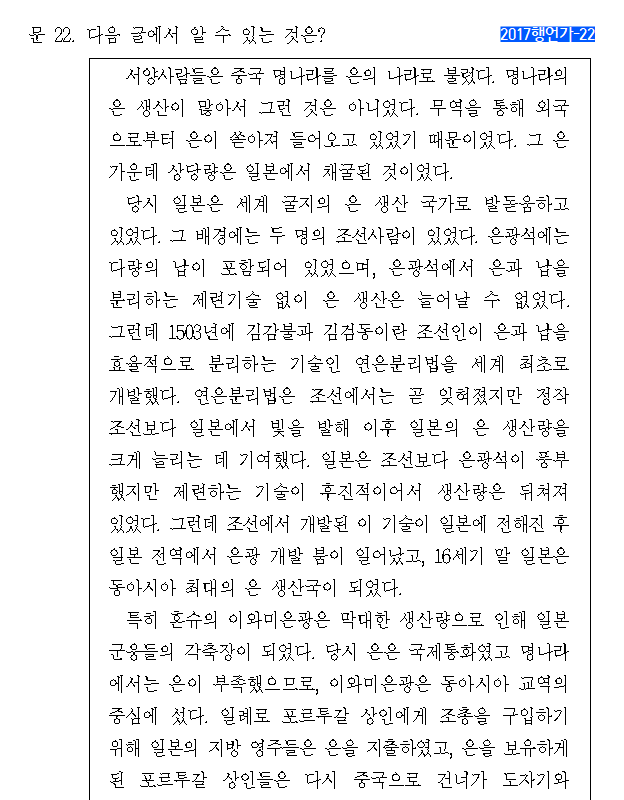 문 22. 다음 글에서 알 수 있는 것은? 2017행언가-22
서양사람들은 중국 명나라를 은의 나라로 불렀다. 명나라의
은 생산이 많아서 그런 것은 아니었다. 무역을 통해 외국
으로부터 은이 쏟아져 들어오고 있었기 때문이었다. 그 은
가운데 상당량은 일본에서 채굴된 것이었다.
당시 일본은 세계 굴지의 은 생산 국가로 발돋움하고
있었다. 그 배경에는 두 명의 조선사람이 있었다. 은광석에는
다량의 납이 포함되어 있었으며, 은광석에서 은과 납을
분리하는 제련기술 없이 은 생산은 늘어날 수 없었다.
그런데 1503년에 김감불과 김검동이란 조선인이 은과 납을
효율적으로 분리하는 기술인 연은분리법을 세계 최초로
개발했다. 연은분리법은 조선에서는 곧 잊혀졌지만 정작
조선보다 일본에서 빛을 발해 이후 일본의 은 생산량을
크게 늘리는 데 기여했다. 일본은 조선보다 은광석이 풍부
했지만 제련하는 기술이 후진적이어서 생산량은 뒤쳐져
있었다. 그런데 조선에서 개발된 이 기술이 일본에 전해진 후
일본 전역에서 은광 개발 붐이 일어났고, 16세기 말 일본은
동아시아 최대의 은 생산국이 되었다.
특히 혼슈의 이와미은광은 막대한 생산량으로 인해 일본
군웅들의 각축장이 되었다. 당시 은은 국제통화였고 명나라
에서는 은이 부족했으므로, 이와미은광은 동아시아 교역의
중심에 섰다. 일례로 포르투갈 상인에게 조총을 구입하기
위해 일본의 지방 영주들은 은을 지출하였고, 은을 보유하게
된 포르투갈 상인들은 다시 중국으로 건너가 도자기와